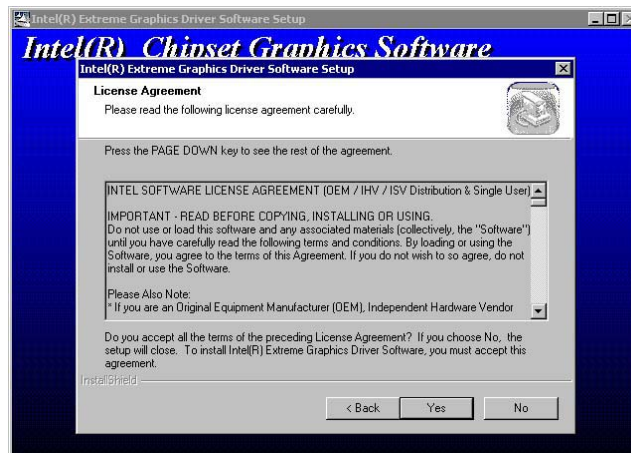 Intel(R) Extreme Graphics Driver Software Setup
Intel(R) Chipset Graphics Software
Intel(R) Extreme Graphics Driver Software Setup
License Agreement
Please read the following license agreement carefully.
Press the PAGE DOWN key to see the rest of the agreement.
INTEL SOFTWARE LICENSE AGREEMENT (OEM / IHV / ISV Distribution & Single User)
IMPORTANT - READ BEFORE COPYING, INSTALLING OR USING.
Do not use or load this software and any associated materials (collectively, the "Software")
until you have carefully read the following terms and conditions. By loading or using the
Software, you agree to the terms of this Agreement. If you do not wish to so agree, do not
install or use the Software.
Please Also Note:
* If you are an Original Equipment Manufacturer (OEM), Independent Hardware Vendor
Do you accept all the terms of the preceding License Agreement? If you choose No, the
setup will close. To install Intel(R) Extreme Graphics Driver Software, you must accept this
agreement.
InstallShield
< Back
Yes
No